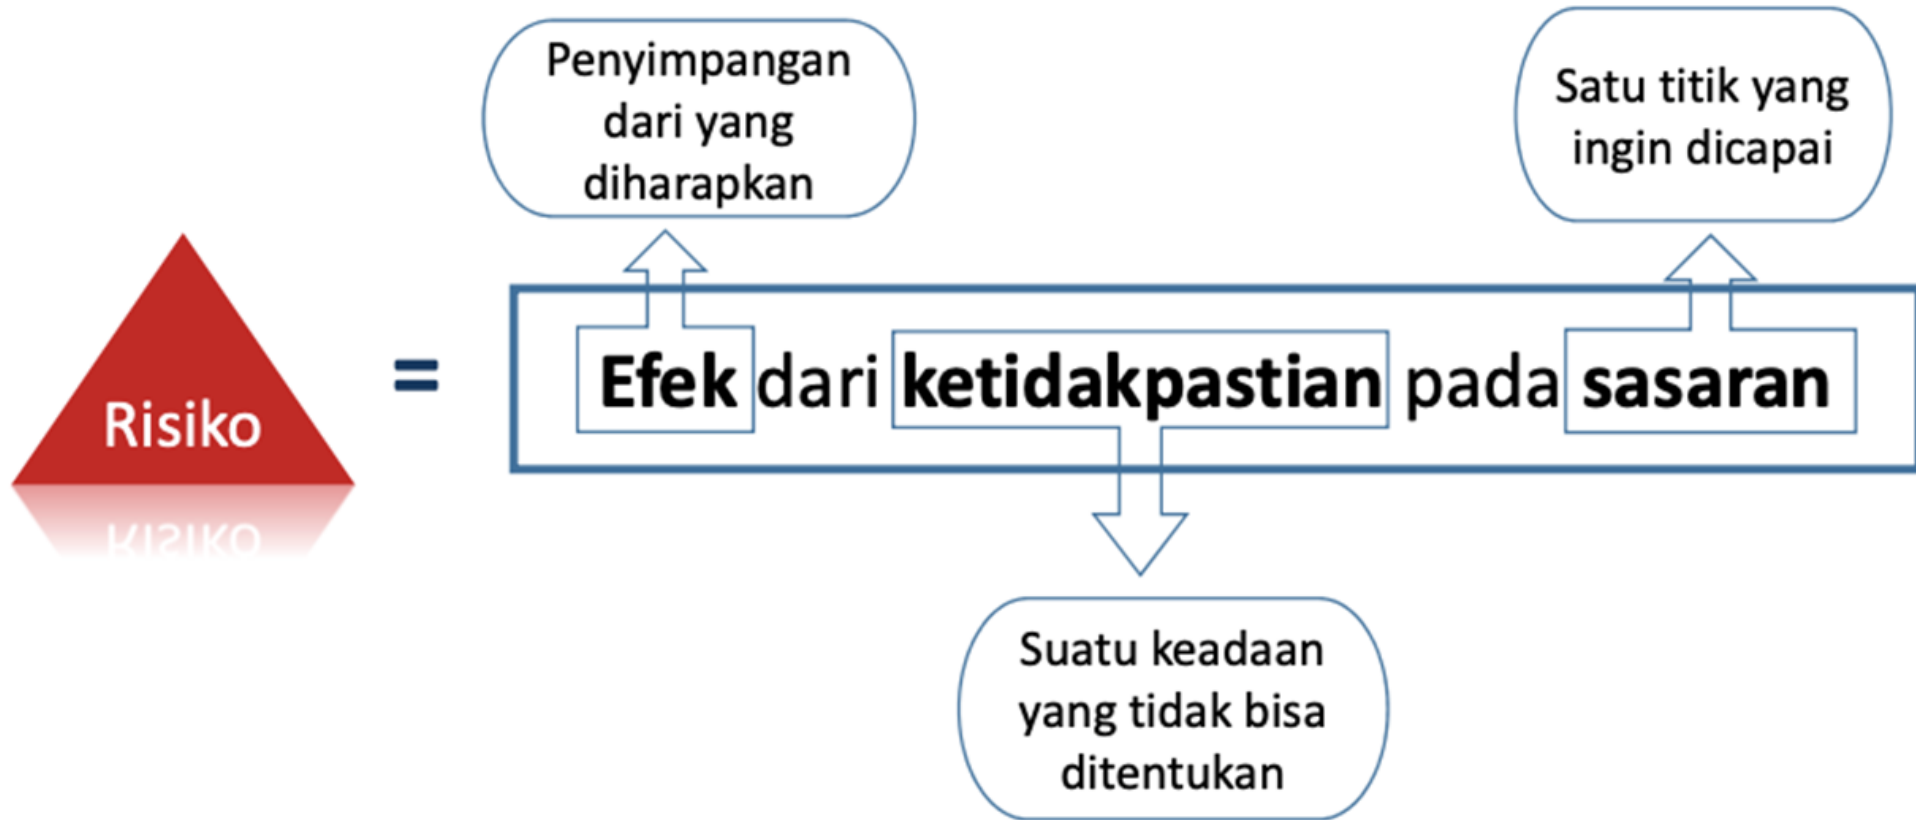 Penyimpangan
dari yang
diharapkan
Satu titik yang
ingin dicapai
Risiko
=
Efek dari ketidakpastian pada sasaran
Suatu keadaan
yang tidak bisa
ditentukan